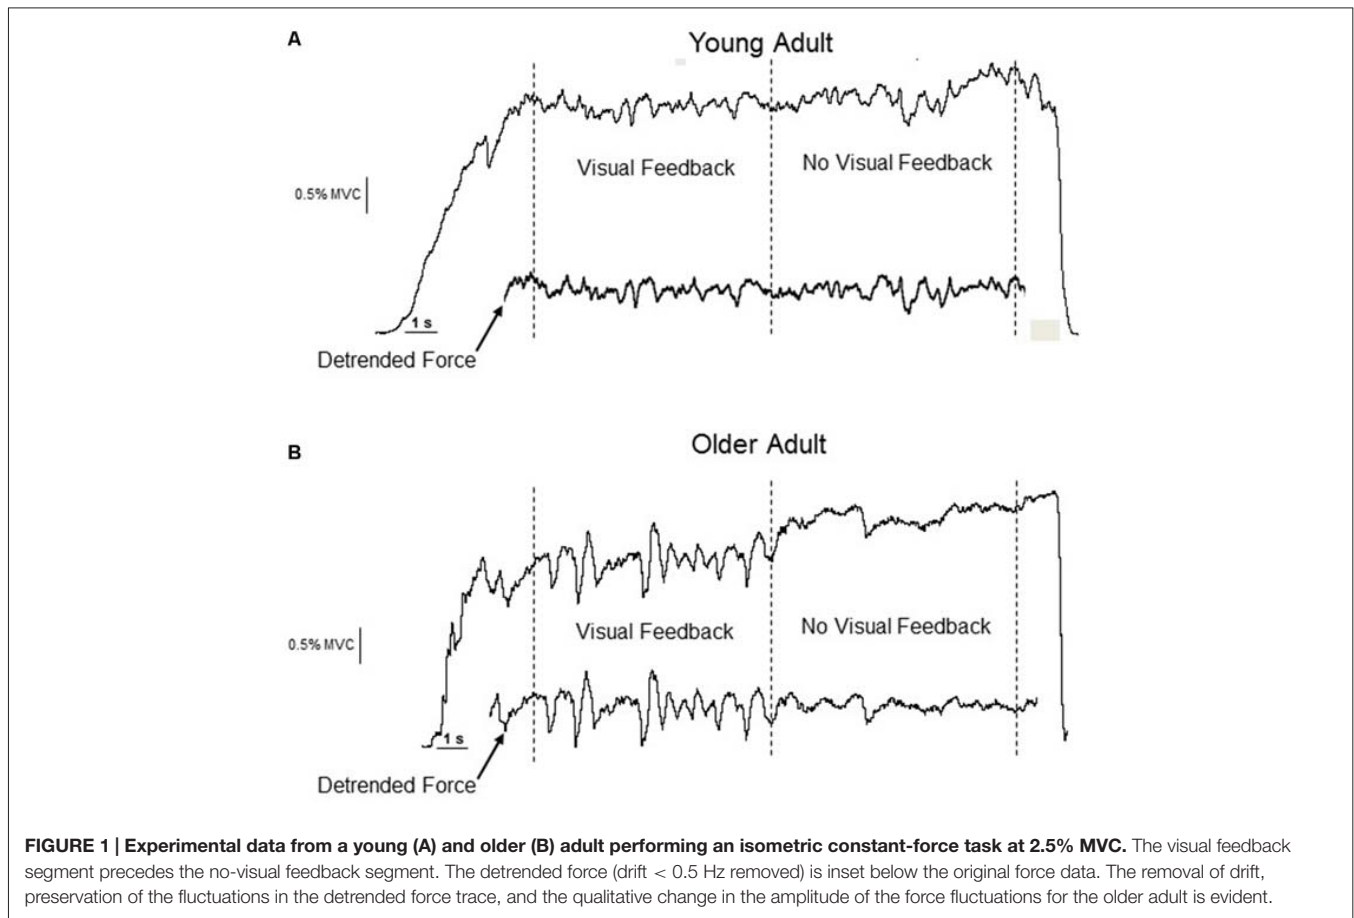 A
Young Adult
Visual Feedback
No Visual Feedback
0.5% MVC
1 s
Detrended Force
B
Older Adult
Visual Feedback
No Visual Feedback
0.5% MVC
1 s
Detrended Force
FIGURE 1 | Experimental data from a young (A) and older (B) adult performing an isometric constant-force task at 2.5% MVC. The visual feedback
segment precedes the no-visual feedback segment. The detrended force (drift < 0.5 Hz removed) is inset below the original force data. The removal of drift,
preservation of the fluctuations in the detrended force trace, and the qualitative change in the amplitude of the force fluctuations for the older adult is evident.